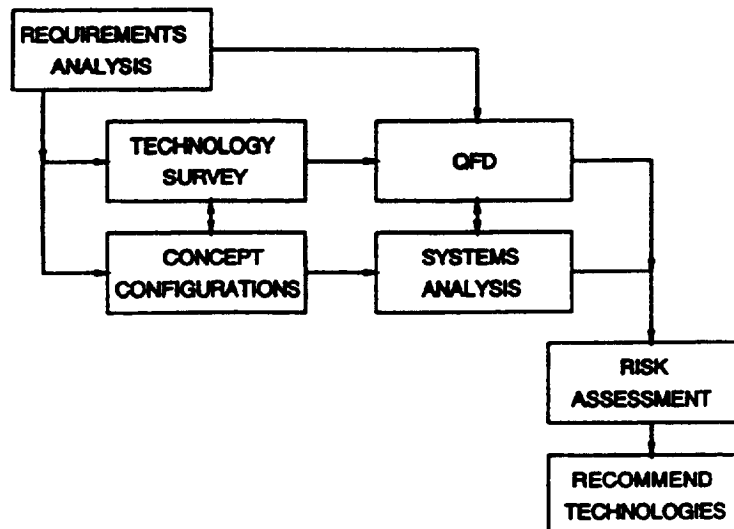 REQUIREMENTS
ANALYSIS
TECHNOLOGY
SURVEY
QFD
CONCEPT
CONFIGURATIONS
SYSTEMS
ANALYSIS
RISK
ASSESSMENT
RECOMMEND
TECHNOLOGIES